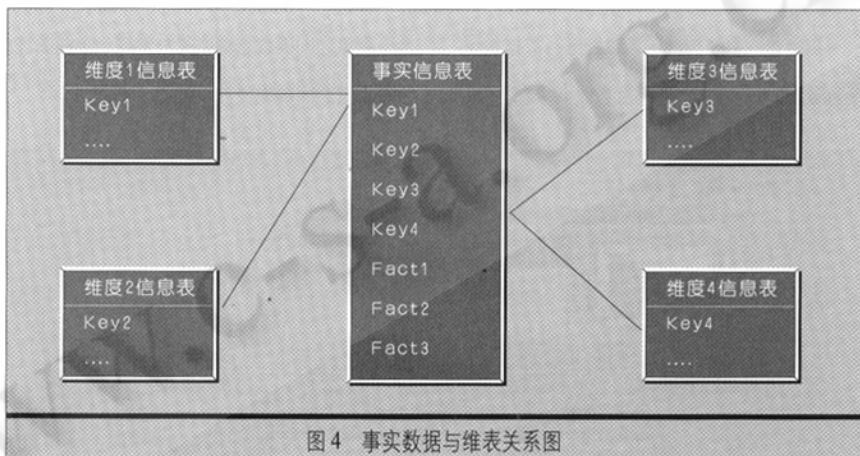 维度1信息表
Key1
....
维度2信息表
Key2
....
事实信息表
Key1
Key2
Key3
Key4
Fact1
Fact2
Fact3
维度3信息表
Key3
....
维度4信息表
Key4
....
图4 事实数据与维表关系图
www.c-s-a.org.c